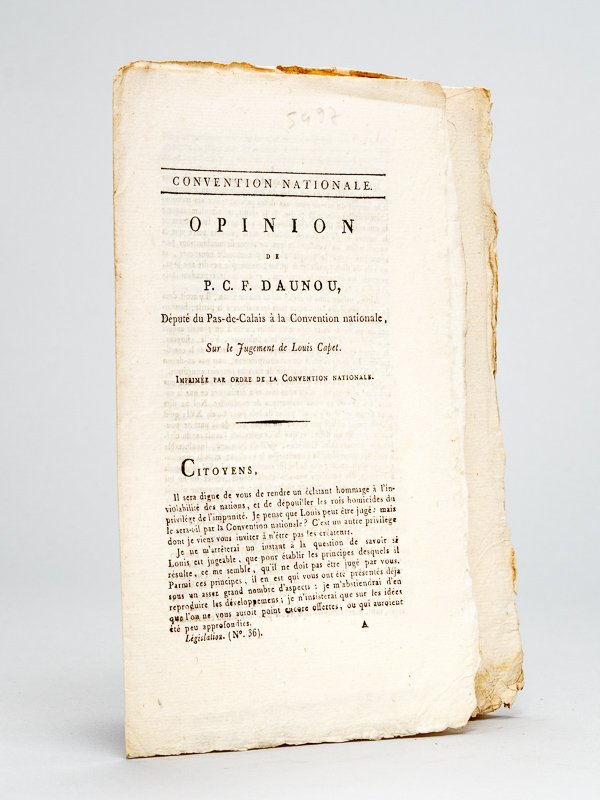 5497
CONVENTION NATIONALE.
OPINION
DE
P. C. F. DAUNOU,
Député du Pas-de-Calais à la Convention nationale,
Sur le Jugement de Louis Capet.
IMPRIMÉE PAR ORDRE DE LA CONVENTION NATIONALE.
CITOYENS,
Il sera digne de vous de rendre un éclatant hommage à l'in-
violabilité des nations, et de dépouiller les rois homicides du
privilège de l'impunité. Je pense que Louis peut être jugé: mais
le sera-t-il par la Convention nationale? C'est un autre privilège
dont je viens vous inviter à n'être pas les créateurs.
Je ne m'arrêterai un instant à la question de savoir si
Louis est jugeable, que pour établir les principes desquels il
résulte, ce me semble, qu'il ne doit pas être jugé par vous.
Parmi ces principes, il en est qui vous ont été présentés déja
sous un assez grand nombre d'aspects: je m'abstiendrai d'en
reproduire les développemens; je n'insisterai que sur les idées
que l'on ne vous auroit point encore offertes, ou qui auroient
été peu approfondies.
Législation. (N°. 36). A